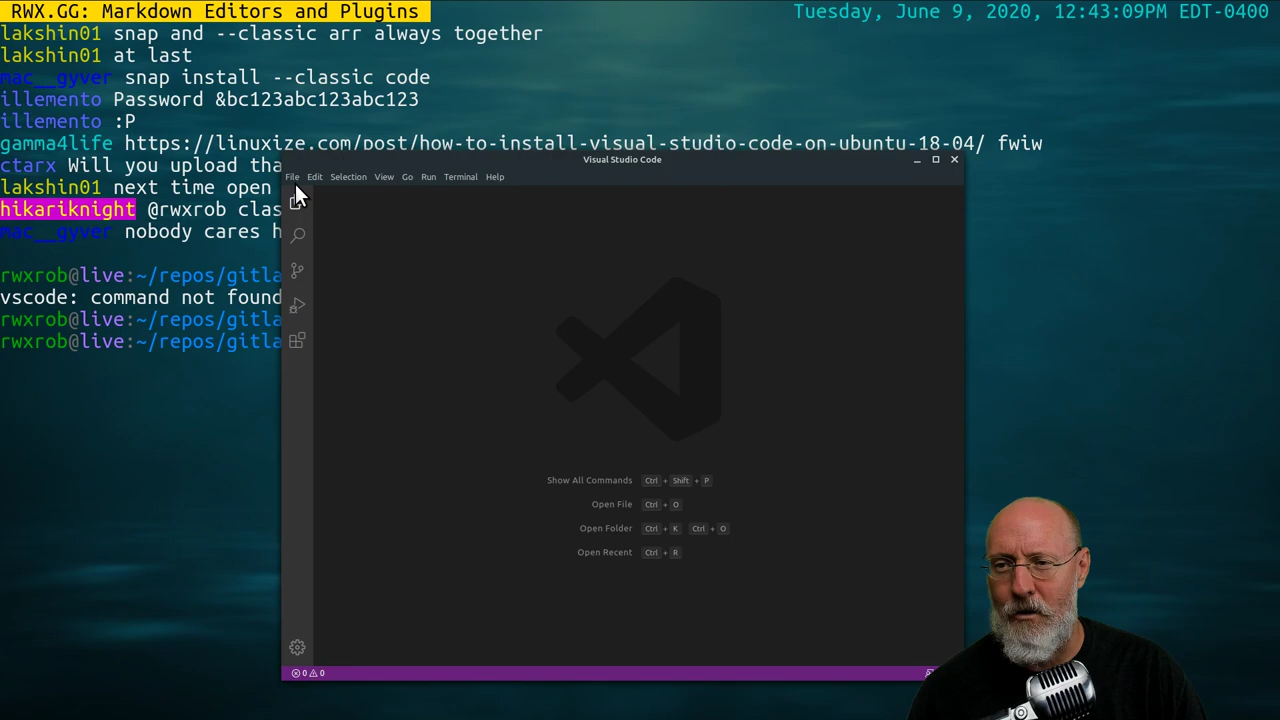 RWX.GG: Markdown Editors and Plugins
Tuesday, June 9, 2020, 12:43:09PM EDT-0400
lakshin01 snap and --classic arr always together
lakshin01 at last
mac__gyver snap install --classic code
illemento Password &bc123abc123abc123
illemento :P
gamma4life https://linuxize.com/post/how-to-install-visual-studio-code-on-ubuntu-18-04/ fwiw
ctarx Will you upload tha
lakshin01 next time open
hikariknight @rwxrob clas
mac__gyver nobody cares h
rwxrob@live:~/repos/gitla
vscode: command not found
rwxrob@live:~/repos/gitla
rwxrob@live:~/repos/gitla
Visual Studio Code
File Edit Selection View Go Run Terminal Help
Show All Commands Ctrl + Shift + P
Open File Ctrl + O
Open Folder Ctrl + K Ctrl + O
Open Recent Ctrl + R
0 0